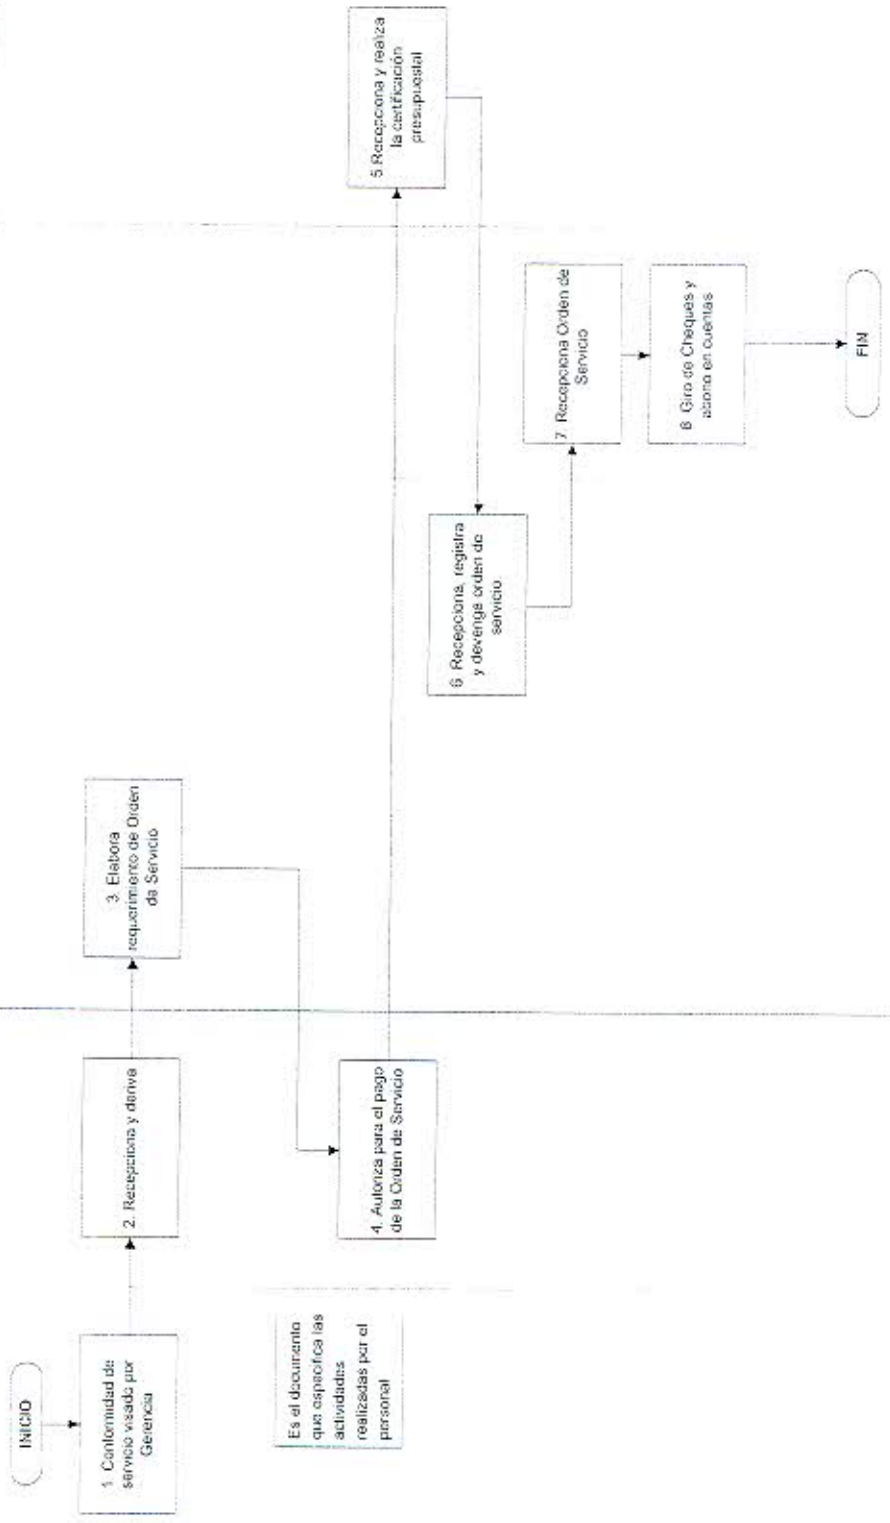 INICIO
1. Conformidad de
servicio visado por
Gerencia
Es el documento
que especifica las
actividades
realizadas por el
personal
2. Recepciona y deriva
3. Elabora
requerimiento de Orden
de Servicio
4. Autoriza para el pago
de la Orden de Servicio
5.Recepciona y realiza
la certificación
presupuestal
6. Recepciona, registra
y devenga orden de
servicio.
7. Recepciona Orden de
Servicio
8. Giro de Cheques y
abono en cuentas
FIN